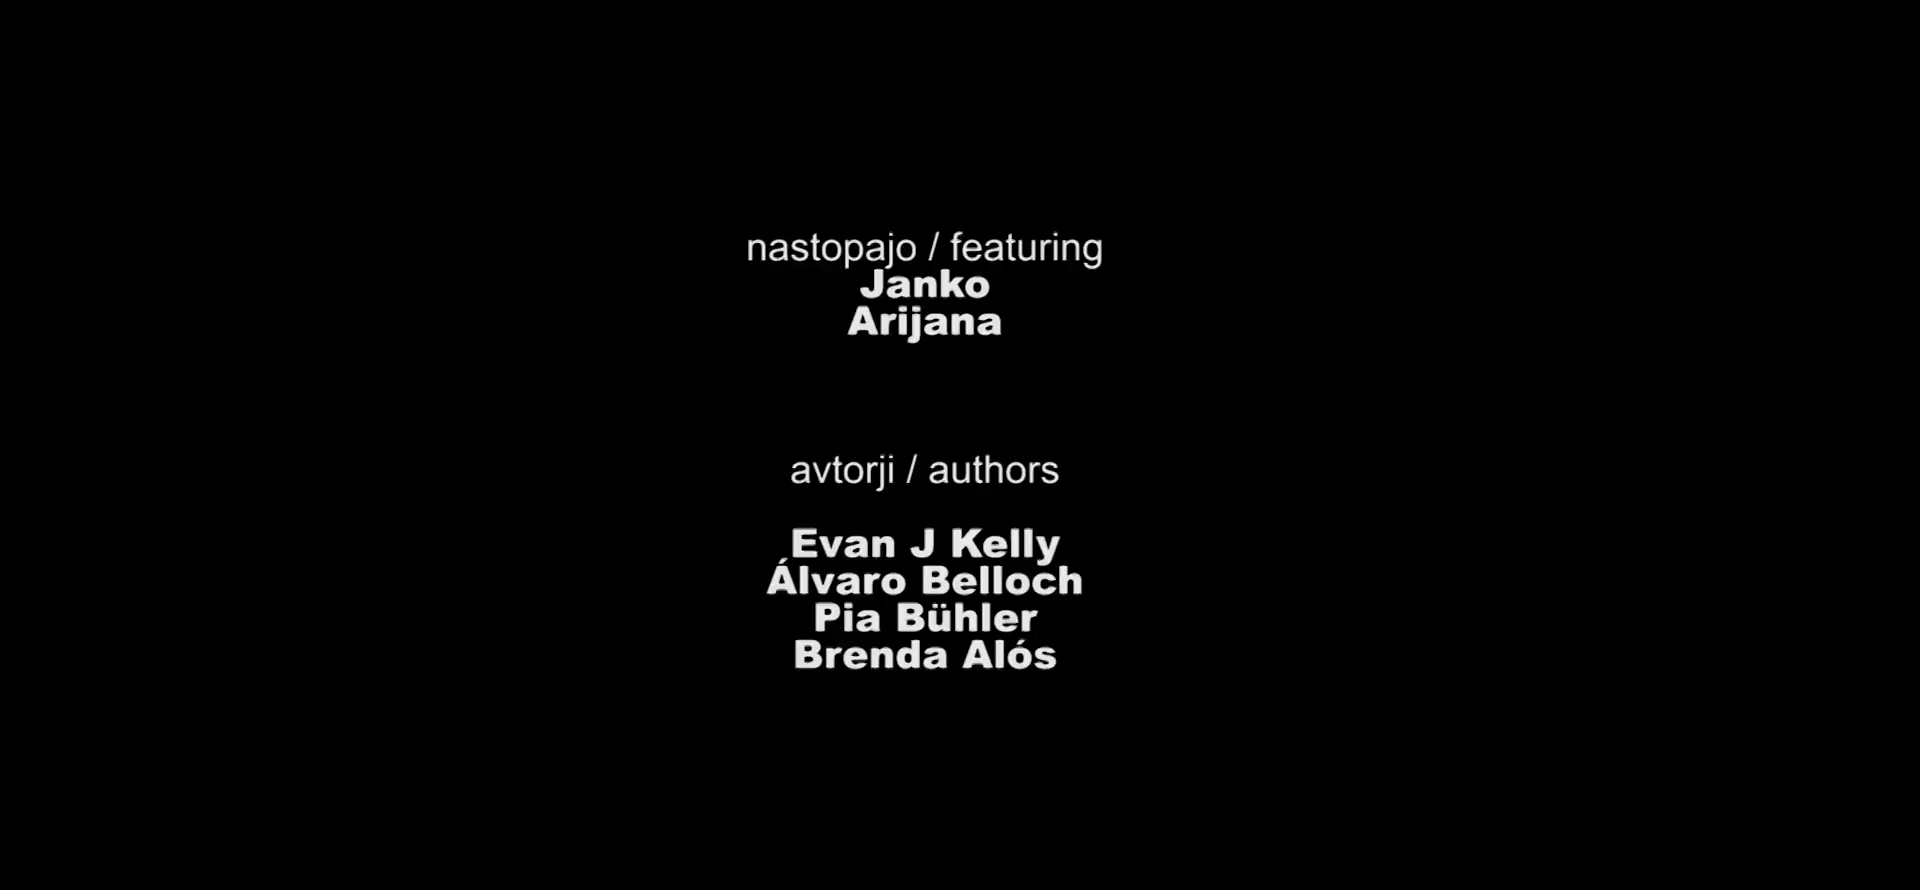 nastopajo / featuring
Janko
Arijana
avtorji / authors
Evan J Kelly
Álvaro Belloch
Pia Bühler
Brenda Alós